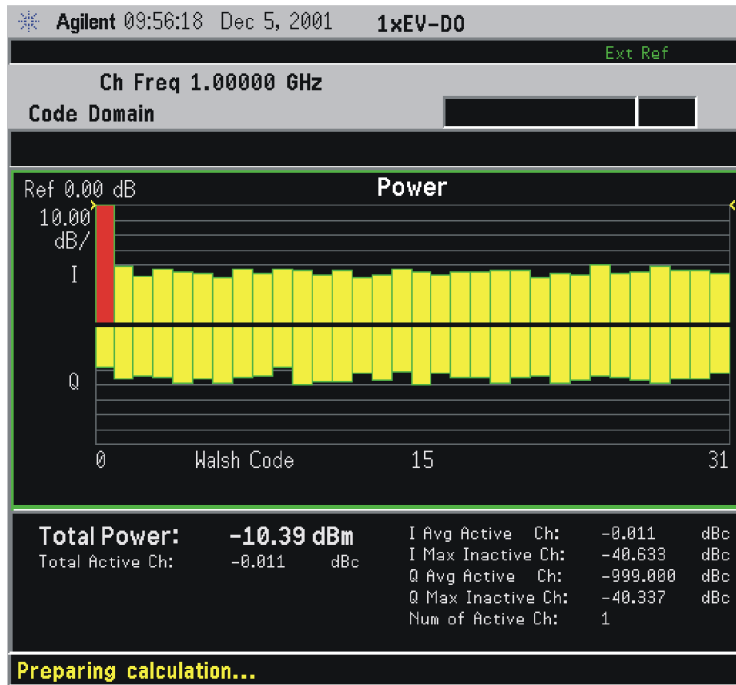 Agilent 09:56:18 Dec 5, 2001 1xEV-DO
Ext Ref
Ch Freq 1.00000 GHz
Code Domain
Ref 0.00 dB
Power
10.00
dB/
I
Q
0 Walsh Code 15 31
Total Power: -10.39 dBm
Total Active Ch: -0.011 dBc
I Avg Active Ch: -0.011 dBc
I Max Inactive Ch: -40.633 dBc
Q Avg Active Ch: -999.000 dBc
Q Max Inactive Ch: -40.337 dBc
Num of Active Ch: 1
Preparing calculation...